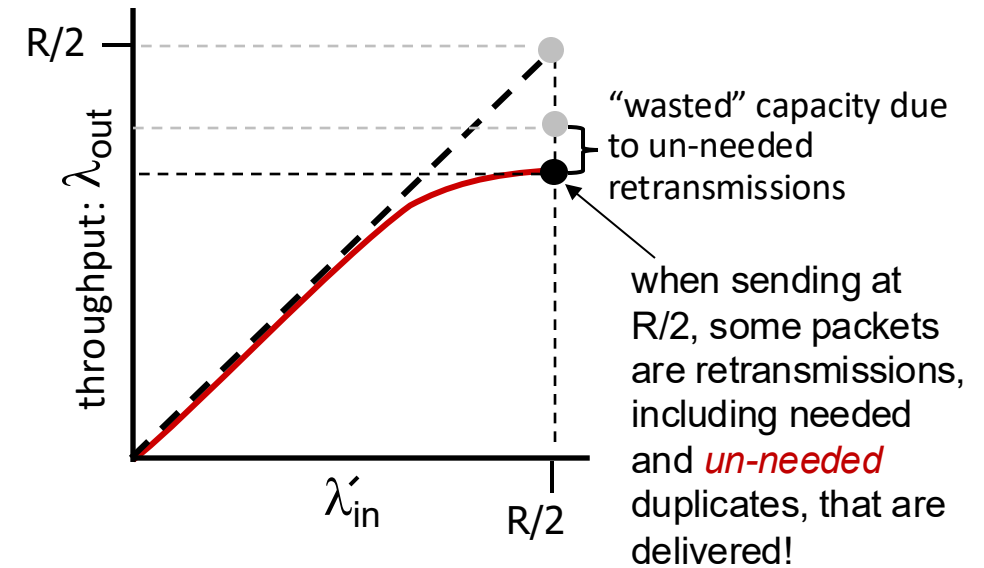 R/2
“wasted” capacity due
to un-needed
retransmissions
throughput: λout
when sending at
R/2, some packets
are retransmissions,
including needed
and un-needed
duplicates, that are
delivered!
λ'in
R/2